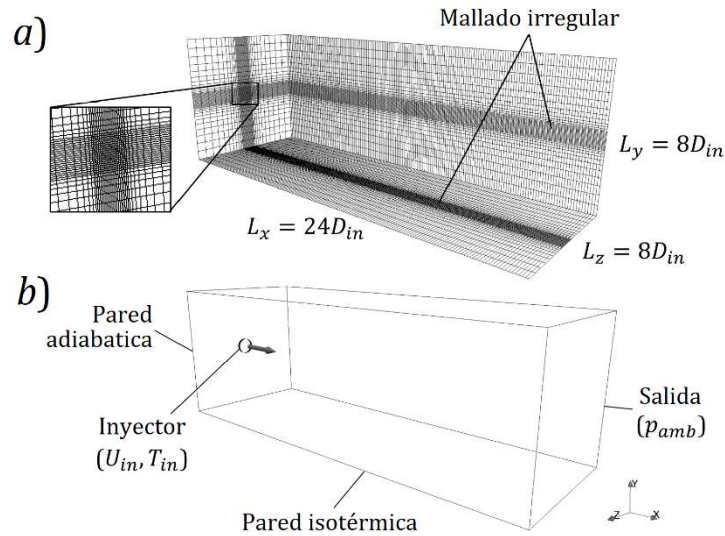 a)
Mallado irregular
L_y = 8D_in
L_x = 24D_in
L_z = 8D_in
b)
Pared
adiabatica
Inyector
(U_in, T_in)
Salida
(p_amb)
Pared isotérmica
Y
Z
X